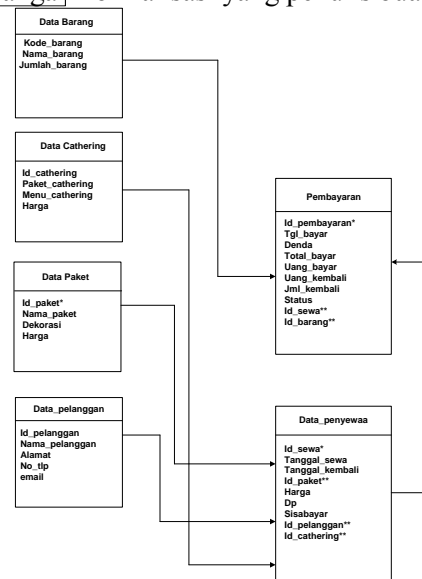 yang
Data Barang
Kode_barang
Nama_barang
Jumlah_barang
Data Cathering
Id_cathering
Paket_cathering
Menu_cathering
Harga
Data Paket
Id_paket*
Nama_paket
Dekorasi
Harga
Data_pelanggan
Id_pelanggan
Nama_pelanggan
Alamat
No_tlp
email
Pembayaran
Id_pembayaran*
Tgl_bayar
Denda
Total_bayar
Uang_bayar
Uang_kembali
Jml_kembali
Status
Id_sewa**
Id_barang**
Data_penyewaa
Id_sewa*
Tanggal_sewa
Tanggal_kembali
Id_paket**
Harga
Dp
Sisabayar
Id_pelanggan**
Id_cathering**